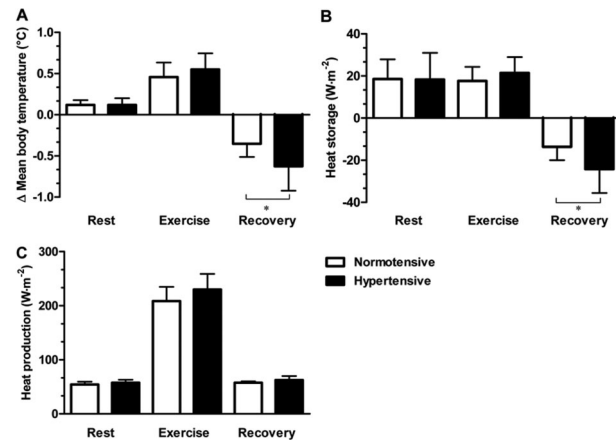 A
Δ Mean body temperature (°C)
1.0
0.5
0.0
-0.5
-1.0
*
Rest Exercise Recovery
B
Heat storage (W·m-2)
40
20
0
-20
-40
*
Rest Exercise Recovery
C
Heat production (W·m-2)
300
200
100
0
Rest Exercise Recovery
Normotensive
Hypertensive